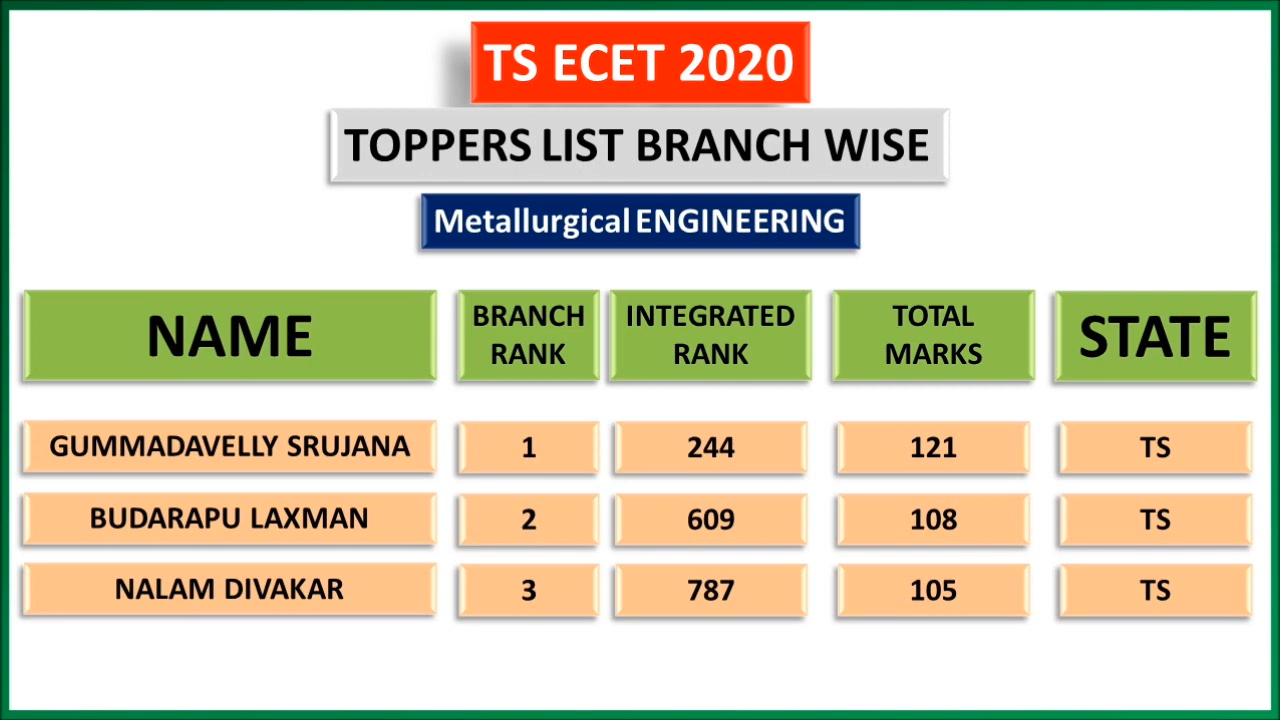 TS ECET 2020
TOPPERS LIST BRANCH WISE
Metallurgical ENGINEERING
NAME BRANCH RANK INTEGRATED RANK TOTAL MARKS STATE
GUMMADAVELLY SRUJANA 1 244 121 TS
BUDARAPU LAXMAN 2 609 108 TS
NALAM DIVAKAR 3 787 105 TS